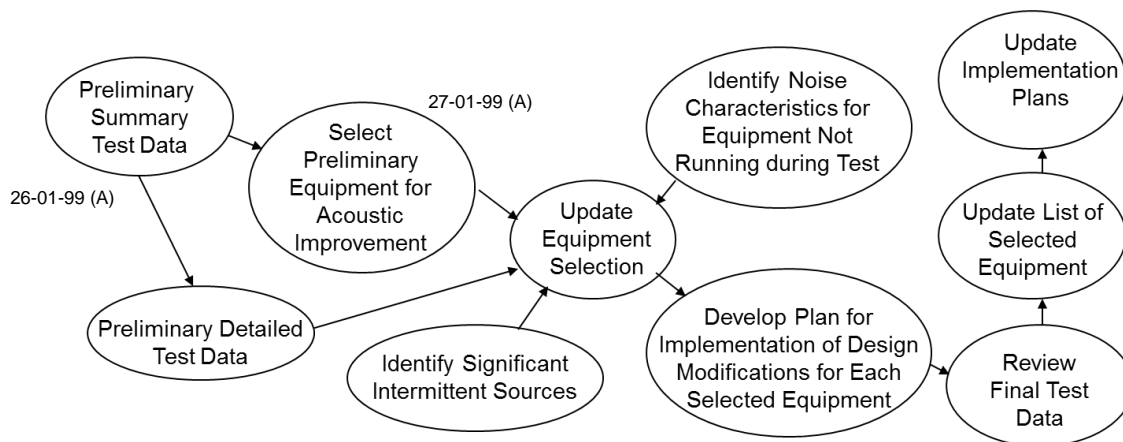 Preliminary
Summary
Test Data
26-01-99 (A)
27-01-99 (A)
Select
Preliminary
Equipment for
Acoustic
Improvement
Preliminary Detailed
Test Data
Identify Significant
Intermittent Sources
Update
Equipment
Selection
Identify Noise
Characteristics for
Equipment Not
Running during Test
Develop Plan for
Implementation of Design
Modifications for Each
Selected Equipment
Review
Final Test
Data
Update List of
Selected
Equipment
Update
Implementation
Plans